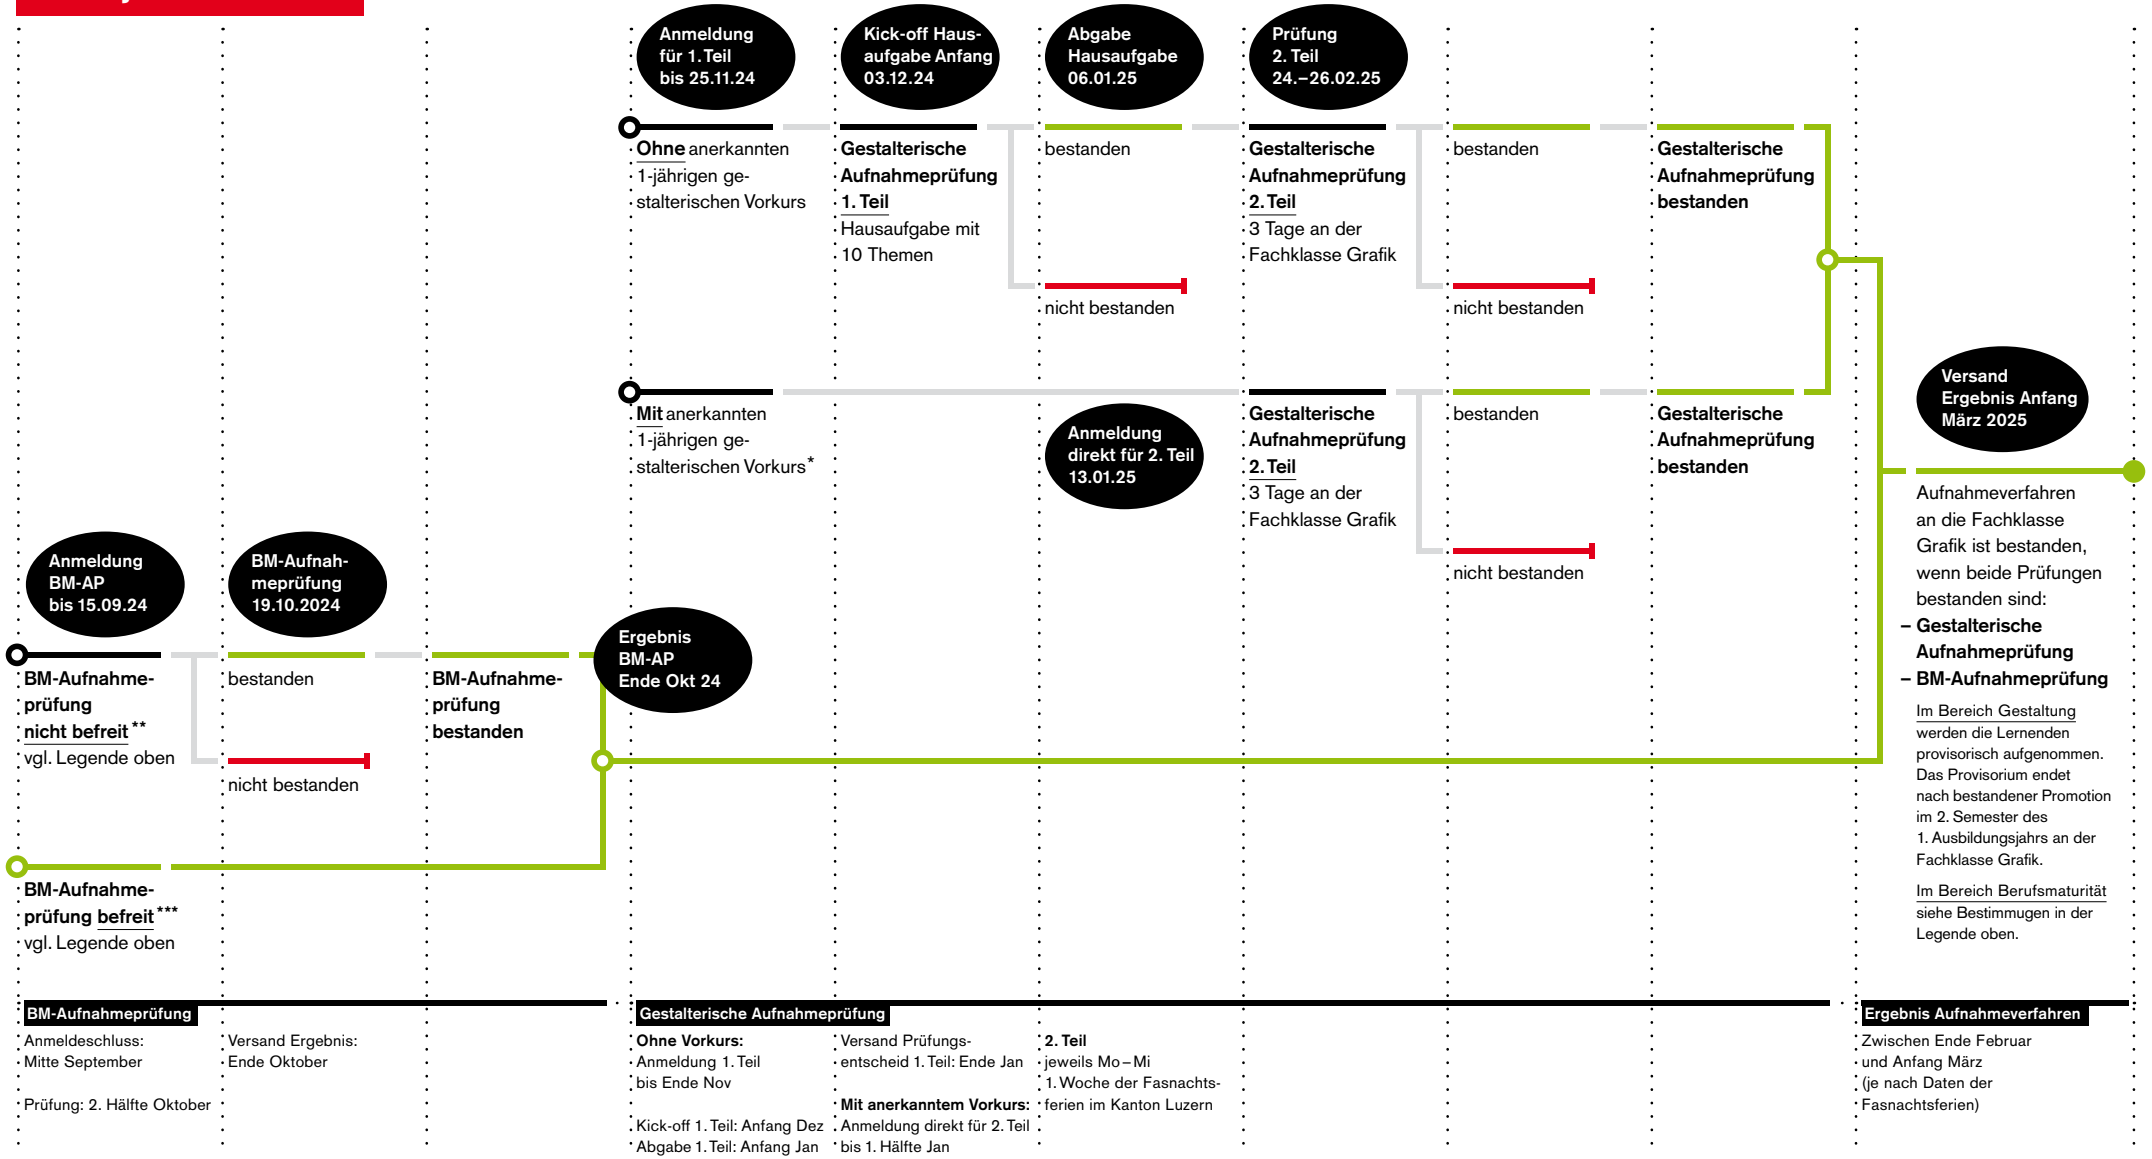 Anmeldung
für 1. Teil
bis 25.11.24
Kick-off Haus-
aufgabe Anfang
03.12.24
Abgabe
Hausaufgabe
06.01.25
Prüfung
2. Teil
24.–26.02.25
Ohne anerkannten
1-jährigen ge-
stalterischen Vorkurs
Gestalterische
Aufnahmeprüfung
1. Teil
Hausaufgabe mit
10 Themen
bestanden
nicht bestanden
Gestalterische
Aufnahmeprüfung
2. Teil
3 Tage an der
Fachklasse Grafik
bestanden
nicht bestanden
Gestalterische
Aufnahmeprüfung
bestanden
Mit anerkannten
1-jährigen ge-
stalterischen Vorkurs*
Anmeldung
direkt für 2. Teil
13.01.25
Gestalterische
Aufnahmeprüfung
2. Teil
3 Tage an der
Fachklasse Grafik
bestanden
nicht bestanden
Gestalterische
Aufnahmeprüfung
bestanden
Versand
Ergebnis Anfang
März 2025
Aufnahmeverfahren
an die Fachklasse
Grafik ist bestanden,
wenn beide Prüfungen
bestanden sind:
– Gestalterische
Aufnahmeprüfung
– BM-Aufnahmeprüfung
Im Bereich Gestaltung
werden die Lernenden
provisorisch aufgenommen.
Das Provisorium endet
nach bestandener Promotion
im 2. Semester des
1. Ausbildungsjahrs an der
Fachklasse Grafik.
Im Bereich Berufsmaturität
siehe Bestimmugen in der
Legende oben.
Anmeldung
BM-AP
bis 15.09.24
BM-Aufnah-
meprüfung
19.10.2024
Ergebnis
BM-AP
Ende Okt 24
BM-Aufnahme-
prüfung
nicht befreit**
vgl. Legende oben
bestanden
nicht bestanden
BM-Aufnahme-
prüfung
bestanden
BM-Aufnahme-
prüfung befreit***
vgl. Legende oben
BM-Aufnahmeprüfung
Anmeldeschluss:
Mitte September
Prüfung: 2. Hälfte Oktober
Versand Ergebnis:
Ende Oktober
Gestalterische Aufnahmeprüfung
Ohne Vorkurs:
Anmeldung 1. Teil
bis Ende Nov
Kick-off 1. Teil: Anfang Dez
Abgabe 1. Teil: Anfang Jan
Versand Prüfungs-
entscheid 1. Teil: Ende Jan
Mit anerkanntem Vorkurs:
Anmeldung direkt für 2. Teil
bis 1. Hälfte Jan
2. Teil
jeweils Mo–Mi
1. Woche der Fasnachts-
ferien im Kanton Luzern
Ergebnis Aufnahmeverfahren
Zwischen Ende Februar
und Anfang März
(je nach Daten der
Fasnachtsferien)